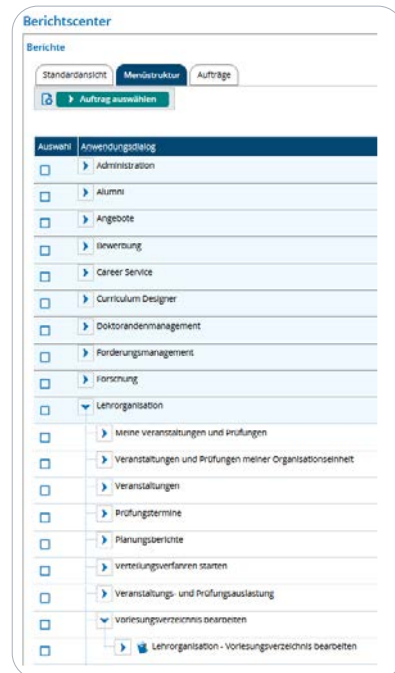 Berichtscenter
Berichte
Standardansicht Menüstruktur Aufträge
Auftrag auswählen
Auswahl Anwendungsdialog
Administration
Alumni
Angebote
Bewerbung
Career Service
Curriculum Designer
Doktorandenmanagement
Forderungsmanagement
Forschung
Lehrorganisation
Meine Veranstaltungen und Prüfungen
Veranstaltungen und Prüfungen meiner Organisationseinheit
Veranstaltungen
Prüfungstermine
Planungsberichte
Verteilungsverfahren starten
Veranstaltungs- und Prüfungsauslastung
Vorlesungsverzeichnis bearbeiten
Lehrorganisation - Vorlesungsverzeichnis bearbeiten